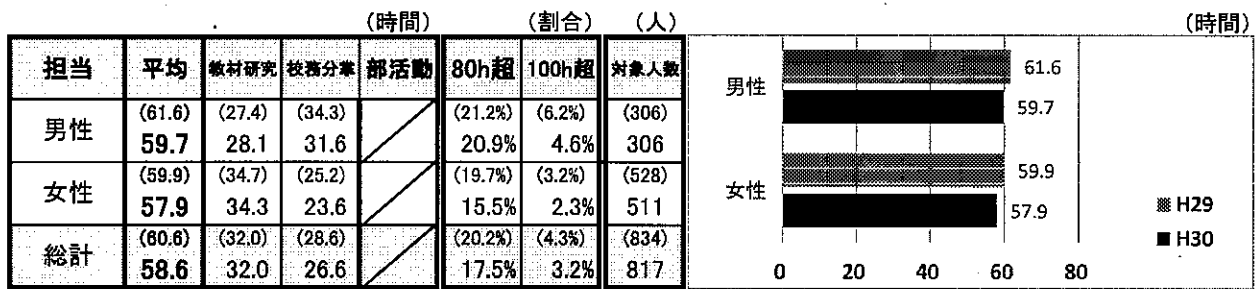 (時間) (割合) (人) (時間)
担当 平均 教材研究 校務分掌 部活動 80h超 100h超 対象人数
(61.6) (27.4) (34.3) (21.2%) (6.2%) (306)
男性 59.7 28.1 31.6 20.9% 4.6% 306
(59.9) (34.7) (25.2) (19.7%) (3.2%) (528)
女性 57.9 34.3 23.6 15.5% 2.3% 511
(60.6) (32.0) (28.6) (20.2%) (4.3%) (834)
総計 58.6 32.0 26.6 17.5% 3.2% 817
男性 61.6
59.7
女性 59.9
57.9
H29
H30
0 20 40 60 80